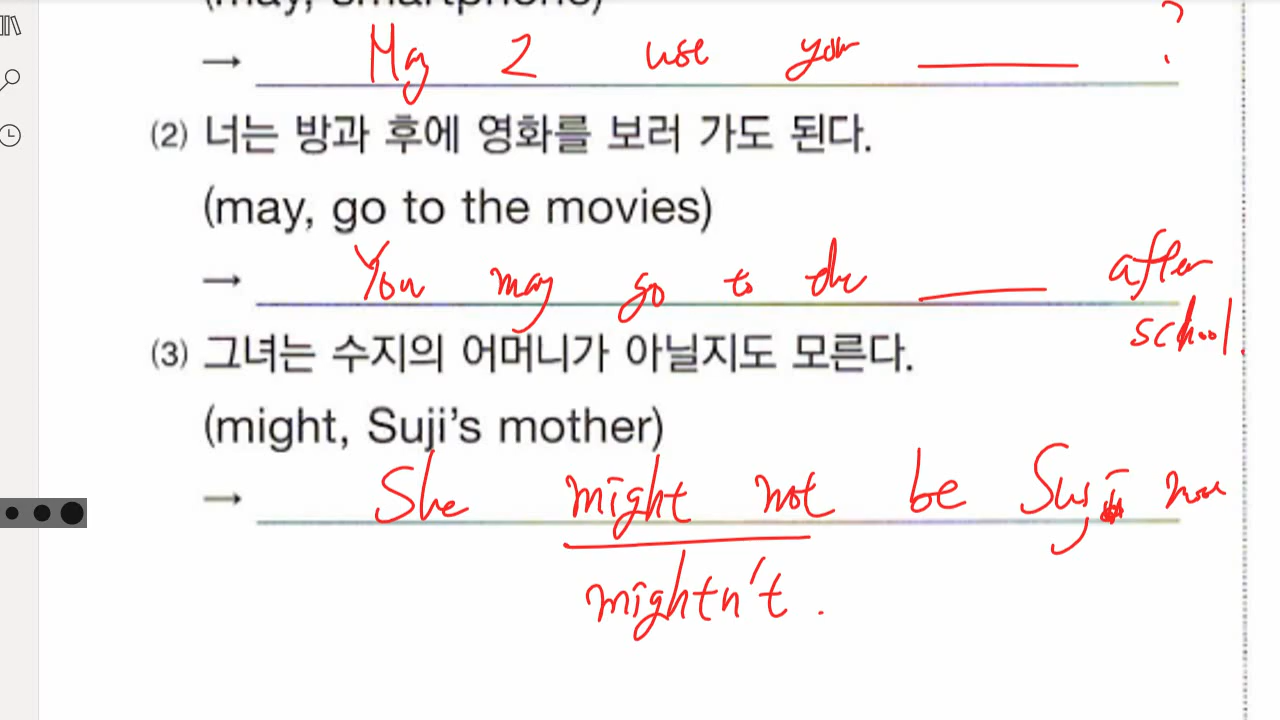 (may, smartphone)
→ May I use your ______ ?
(2) 너는 방과 후에 영화를 보러 가도 된다.
(may, go to the movies)
→ You may go to the ______ after
school.
(3) 그녀는 수지의 어머니가 아닐지도 모른다.
(might, Suji's mother)
→ She might not be Suji
mightn't.